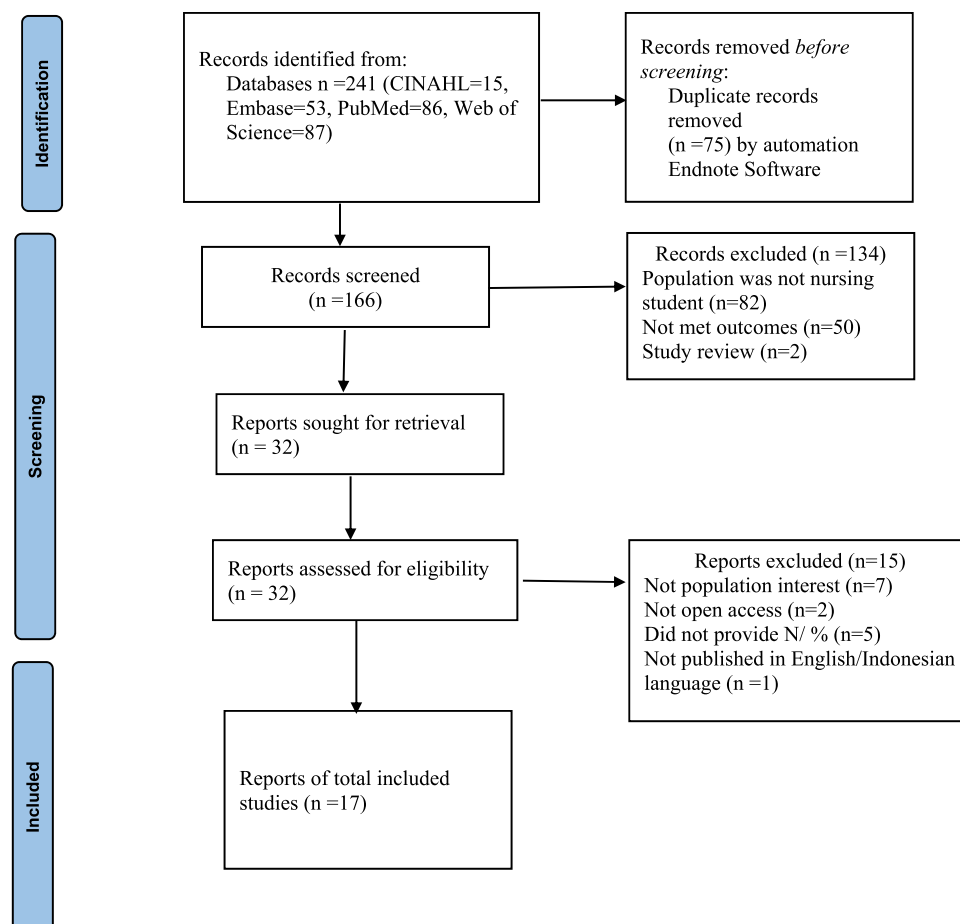 Identification
Records identified from:
Databases n =241 (CINAHL=15,
Embase=53, PubMed=86, Web of
Science=87)
Records removed before
screening:
Duplicate records
removed
(n =75) by automation
Endnote Software
Screening
Records screened
(n =166)
Records excluded (n =134)
Population was not nursing
student (n=82)
Not met outcomes (n=50)
Study review (n=2)
Reports sought for retrieval
(n = 32)
Reports assessed for eligibility
(n = 32)
Reports excluded (n=15)
Not population interest (n=7)
Not open access (n=2)
Did not provide N/ % (n=5)
Not published in English/Indonesian
language (n =1)
Included
Reports of total included
studies (n =17)